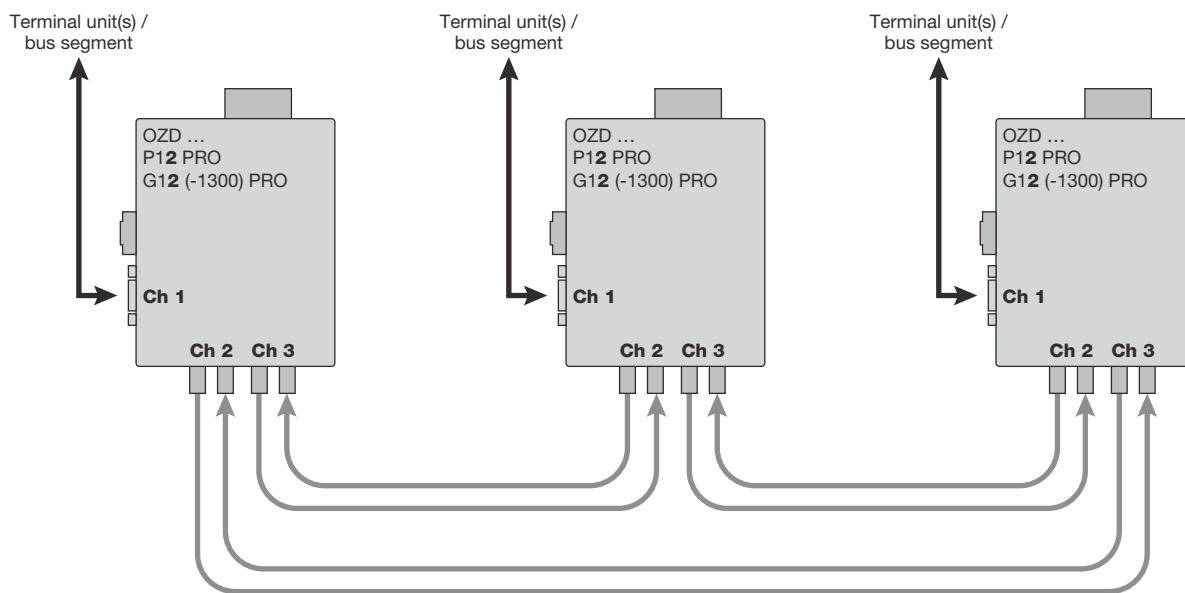 Terminal unit(s) /
bus segment
Terminal unit(s) /
bus segment
Terminal unit(s) /
bus segment
OZD ...
P12 PRO
G12 (-1300) PRO
Ch 1
Ch 2 Ch 3
OZD ...
P12 PRO
G12 (-1300) PRO
Ch 1
Ch 2 Ch 3
OZD ...
P12 PRO
G12 (-1300) PRO
Ch 1
Ch 2 Ch 3